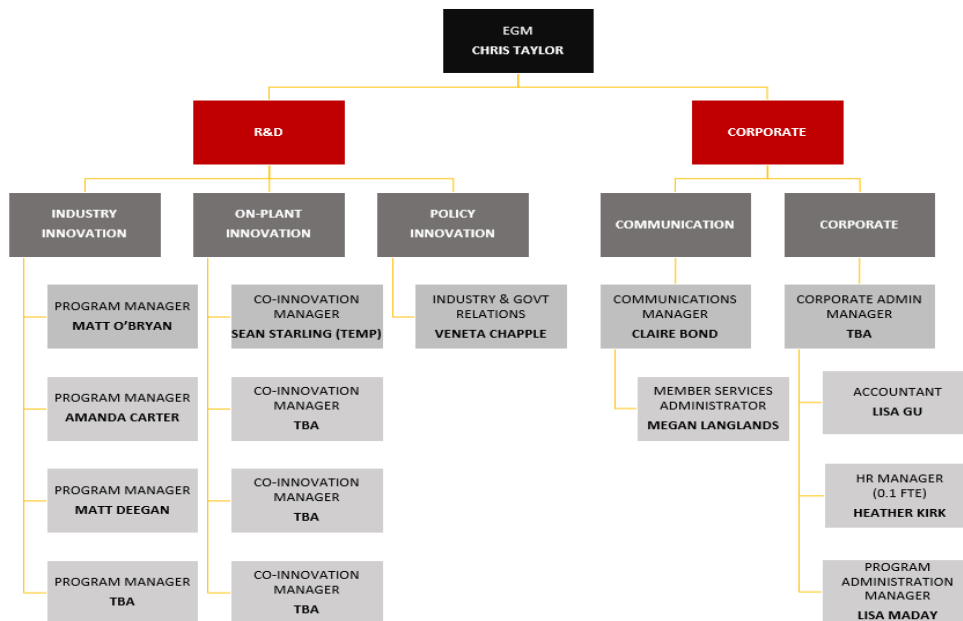 EGM
CHRIS TAYLOR
R&D
CORPORATE
INDUSTRY
INNOVATION
ON-PLANT
INNOVATION
POLICY
INNOVATION
COMMUNICATION
CORPORATE
PROGRAM MANAGER
MATT O’BRYAN
CO-INNOVATION
MANAGER
SEAN STARLING (TEMP)
INDUSTRY & GOVT
RELATIONS
VENETA CHAPPLE
COMMUNICATIONS
MANAGER
CLAIRE BOND
CORPORATE ADMIN
MANAGER
TBA
PROGRAM MANAGER
AMANDA CARTER
CO-INNOVATION
MANAGER
TBA
MEMBER SERVICES
ADMINISTRATOR
MEGAN LANGLANDS
ACCOUNTANT
LISA GU
PROGRAM MANAGER
MATT DEEGAN
CO-INNOVATION
MANAGER
TBA
HR MANAGER
(0.1 FTE)
HEATHER KIRK
PROGRAM MANAGER
TBA
CO-INNOVATION
MANAGER
TBA
PROGRAM
ADMINISTRATION
MANAGER
LISA MADAY